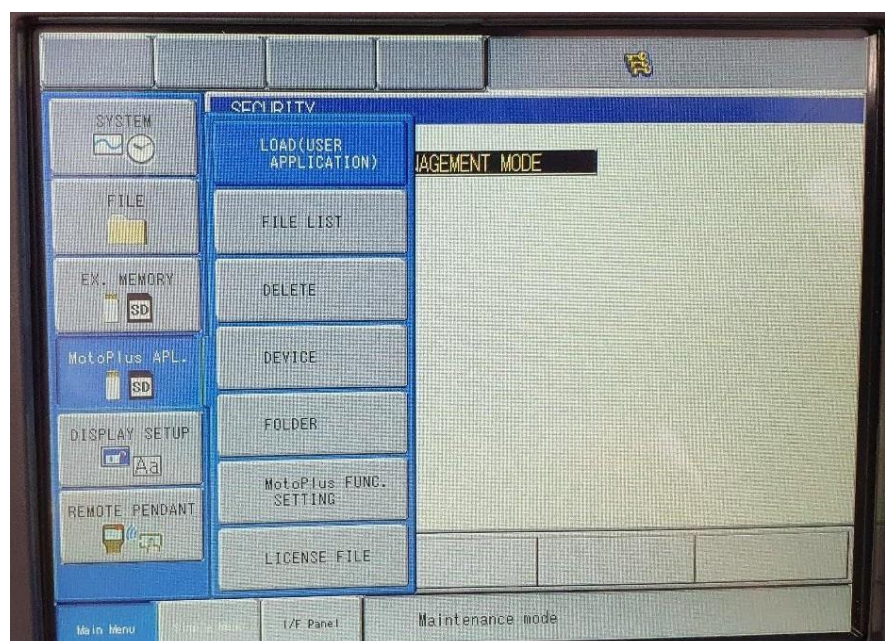 SYSTEM
FILE
EX. MEMORY
SD
MotoPlus APL.
SD
DISPLAY SETUP
Aa
REMOTE PENDANT
SECURITY
LOAD(USER
APPLICATION)
FILE LIST
DELETE
DEVICE
FOLDER
MotoPlus FUNC.
SETTING
LICENSE FILE
AGEMENT MODE
Main Menu
I/F Panel
Maintenance mode